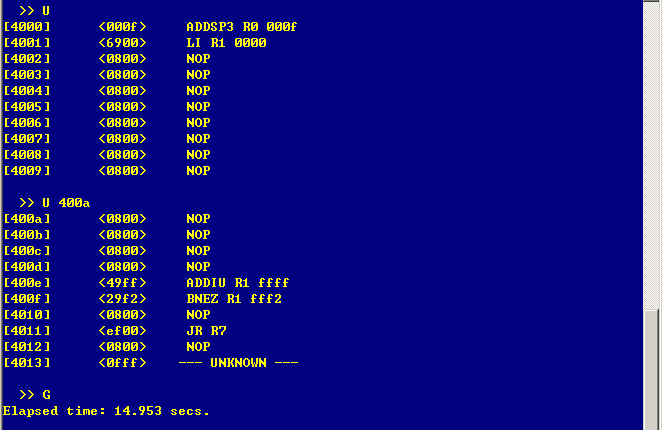 >> U
[4000] <000f> ADDSP3 R0 000f
[4001] <6900> LI R1 0000
[4002] <0800> NOP
[4003] <0800> NOP
[4004] <0800> NOP
[4005] <0800> NOP
[4006] <0800> NOP
[4007] <0800> NOP
[4008] <0800> NOP
[4009] <0800> NOP
>> U 400a
[400a] <0800> NOP
[400b] <0800> NOP
[400c] <0800> NOP
[400d] <0800> NOP
[400e] <49ff> ADDIU R1 ffff
[400f] <29f2> BNEZ R1 fff2
[4010] <0800> NOP
[4011] <ef00> JR R7
[4012] <0800> NOP
[4013] <0fff> --- UNKNOWN ---
>> G
Elapsed time: 14.953 secs.